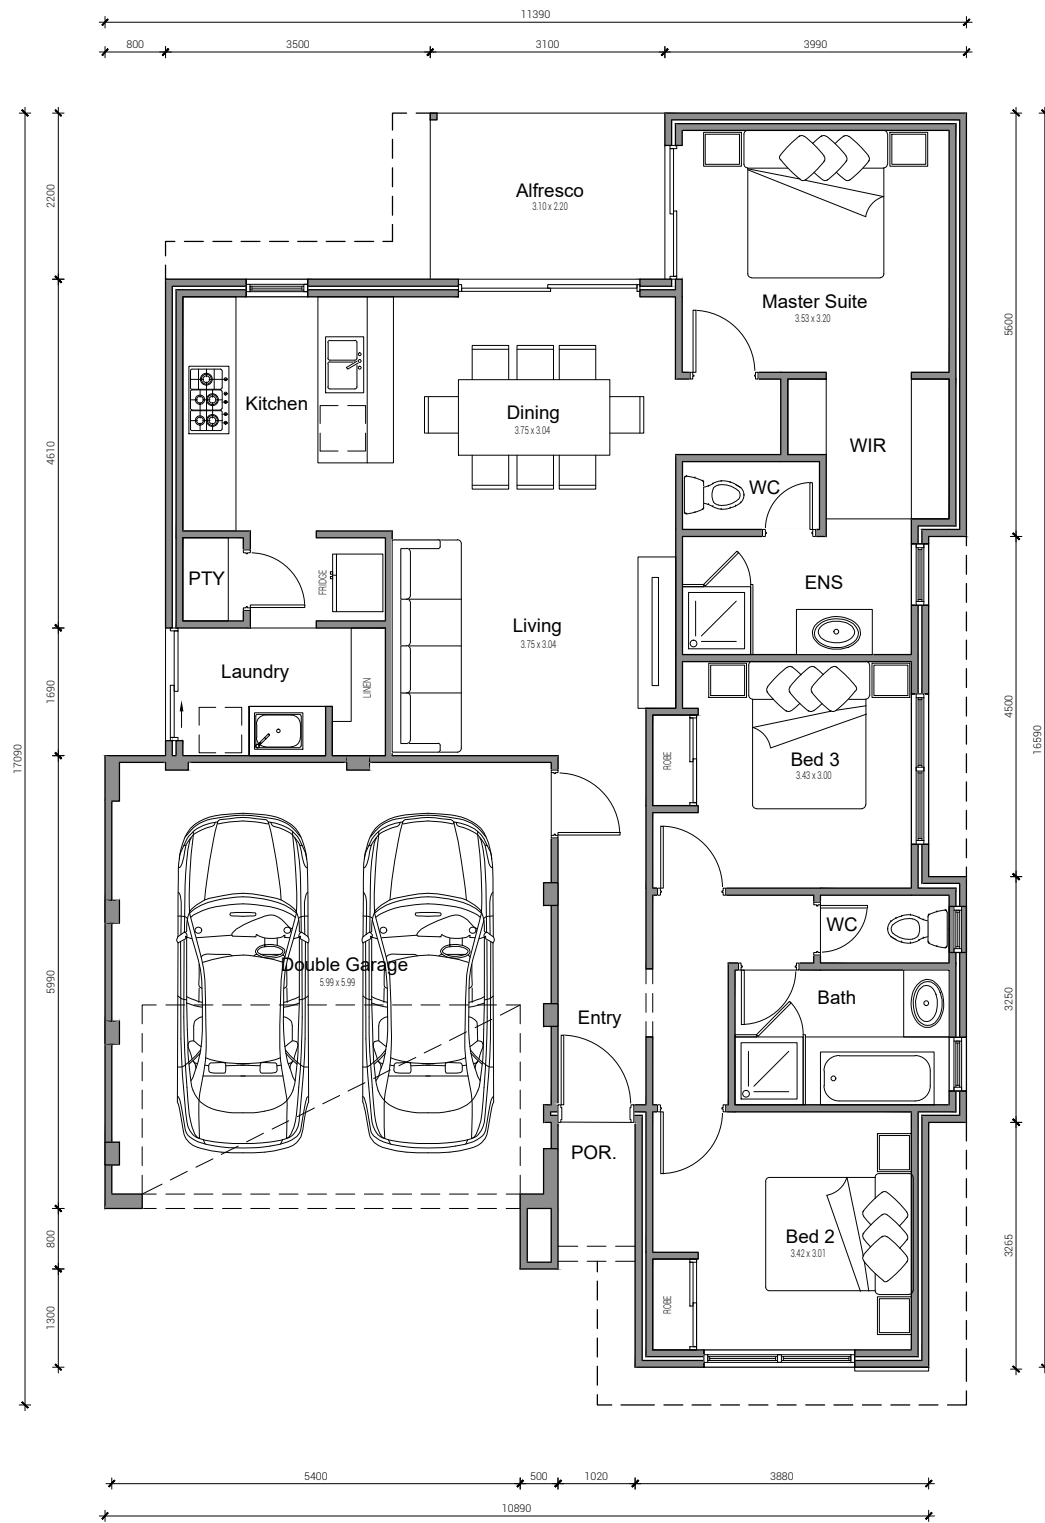 11390
800
3500
3100
3990
2200
Alfresco
3.10 x 2.20
Master Suite
3.53 x 3.20
5600
4610
Kitchen
Dining
3.75 x 3.04
WIR
WC
PTY
FRIDGE
ENS
Living
3.75 x 3.04
Laundry
LINEN
1690
4500
16590
17090
ROBE
Bed 3
3.43 x 3.00
WC
5990
Double Garage
5.99 x 5.99
Entry
Bath
3250
POR.
800
Bed 2
3.42 x 3.01
3265
ROBE
1300
5400
500
1020
3880
10890